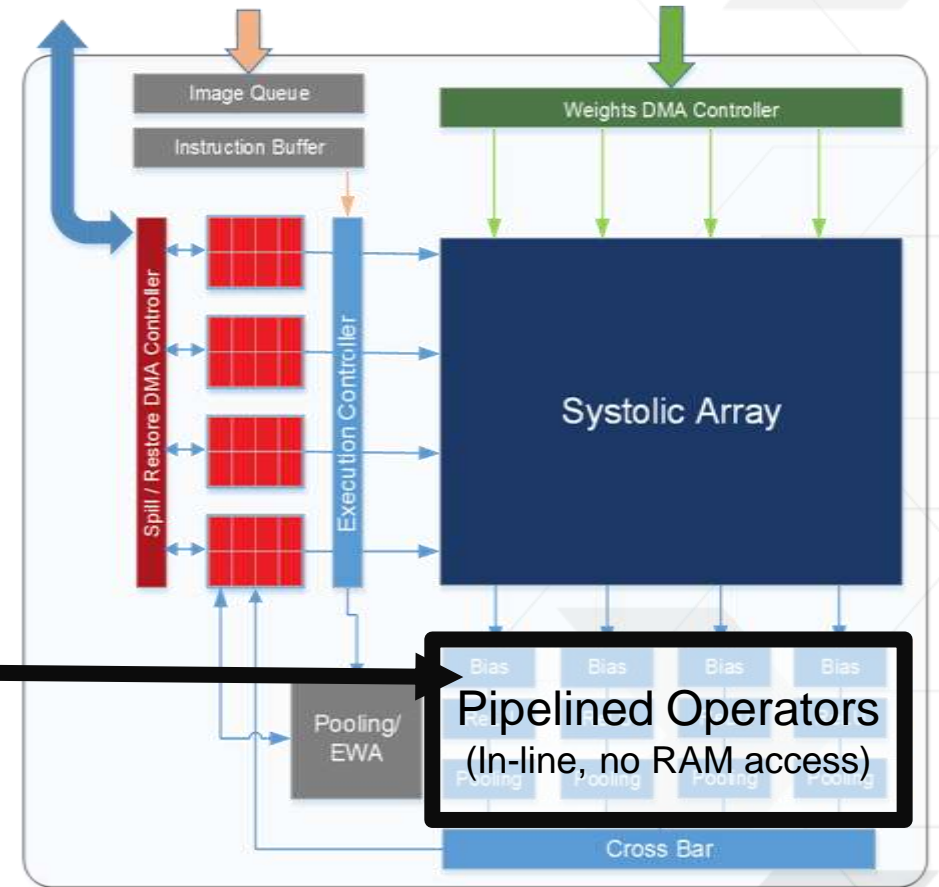 Image Queue
Weights DMA Controller
Instruction Buffer
Spill / Restore DMA Controller
Execution Controller
Systolic Array
Bias Bias Bias Bias
Pipelined Operators
(In-line, no RAM access)
Pooling Pooling Pooling Pooling
Pooling/
EWA
Cross Bar